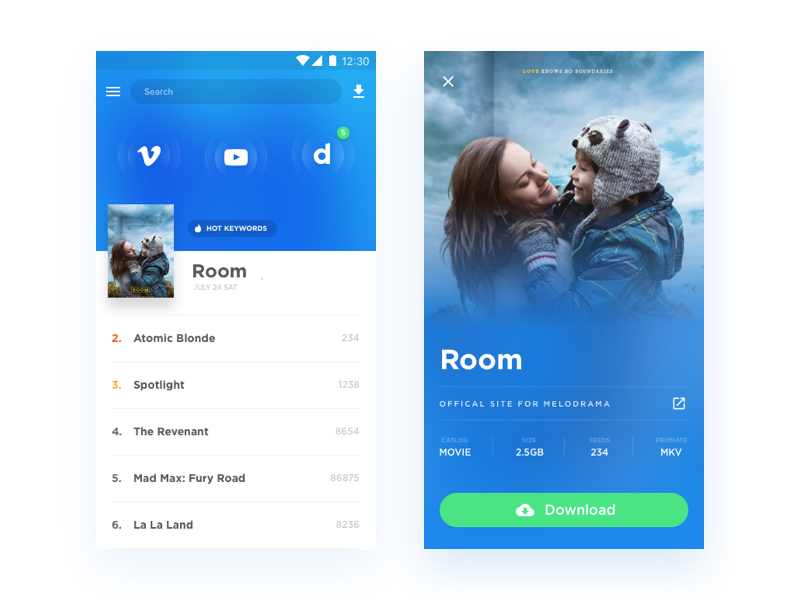 12:30
Search
d
5
HOT KEYWORDS
ROOM
Room
JULY 24 SAT
2. Atomic Blonde 234
3. Spotlight 1238
4. The Revenant 8654
5. Mad Max: Fury Road 86875
6. La La Land 8236
LOVE KNOWS NO BOUNDARIES
Room
OFFICAL SITE FOR MELODRAMA
CATLOG SIZE SEEDS FROMATE
MOVIE 2.5GB 234 MKV
Download